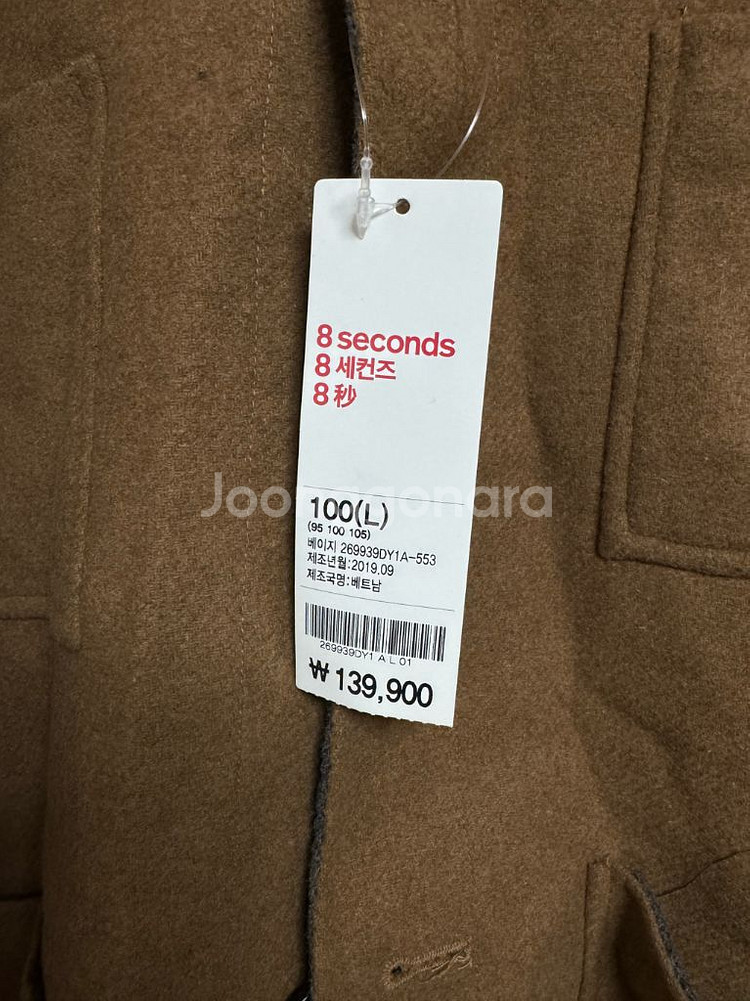 8 seconds
8 세컨즈
8 秒
Joonggonara
100(L)
(95 100 105)
베이지 269939DY1A-553
제조년월:2019.09
제조국명:베트남
269939DY1 A L 01
₩ 139,900